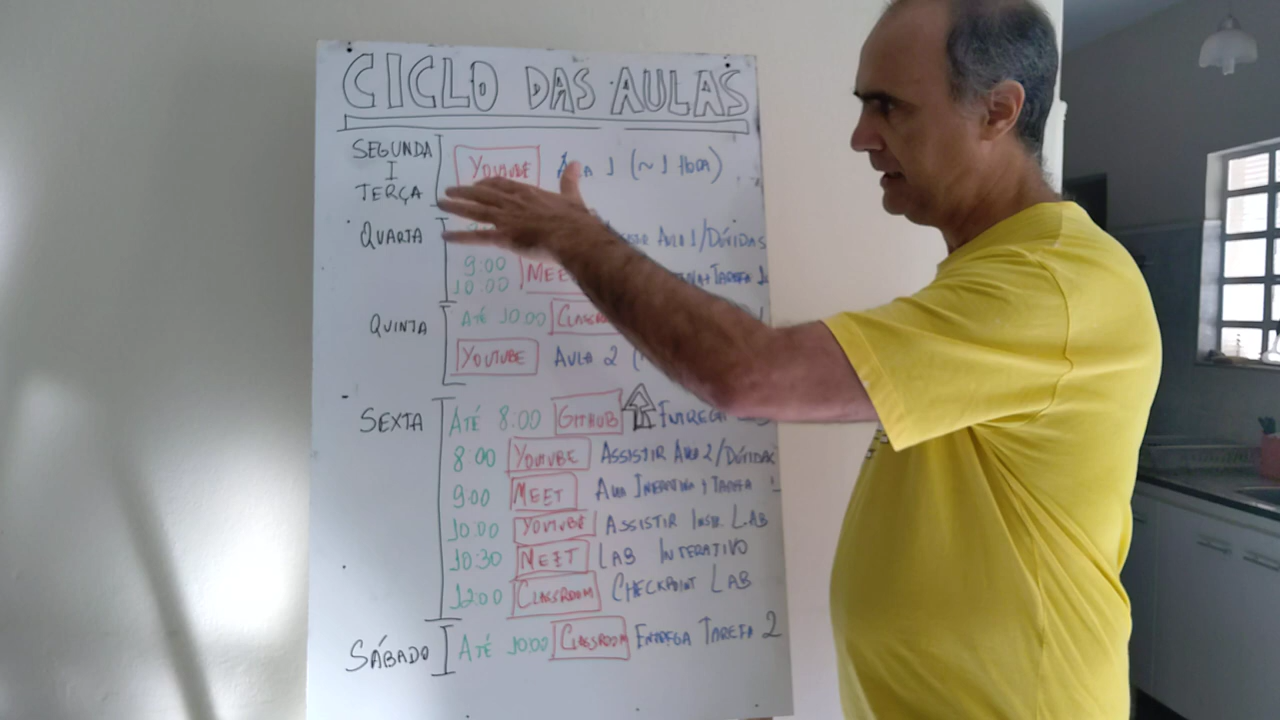 CICLO DAS AULAS
SEGUNDA
I
TERÇA
YOUTUBE AULA 1 (~1 HORA)
QUARTA
AULA 1/DÚVIDAS
9:00 MEET TAREFA 1
10:00
QUINTA
ATÉ 10:00
YOUTUBE AULA 2 (
SEXTA
ATÉ 8:00 GITHUB ENTREGA
8 00 YOUTUBE ASSISTIR AULA 2/DÚVIDAS
9:00 MEET AULA INTERATIVA + TAREFA
10:00 YOUTUBE ASSISTIR INSTR. LAB
10:30 MEET LAB INTERATIVO
12:00 CLASSROOM CHECKPOINT LAB
SÁBADO
ATÉ 10:00 CLASSROOM ENTREGA TAREFA 2